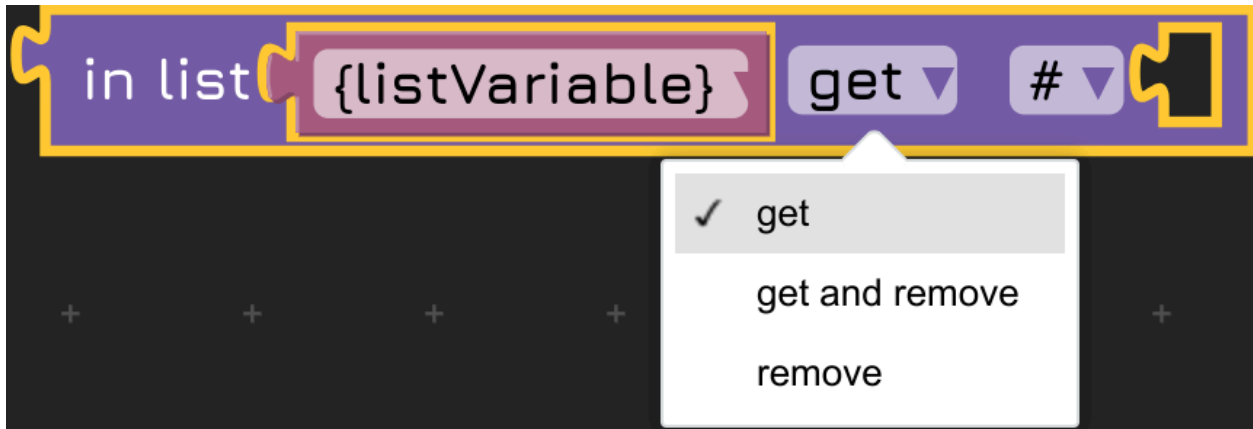 in list {listVariable} get ▼ # ▼
✓ get
get and remove
remove